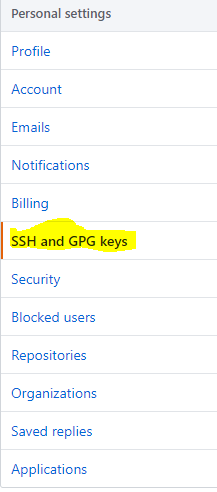 Personal settings
Profile
Account
Emails
Notifications
Billing
SSH and GPG keys
Security
Blocked users
Repositories
Organizations
Saved replies
Applications